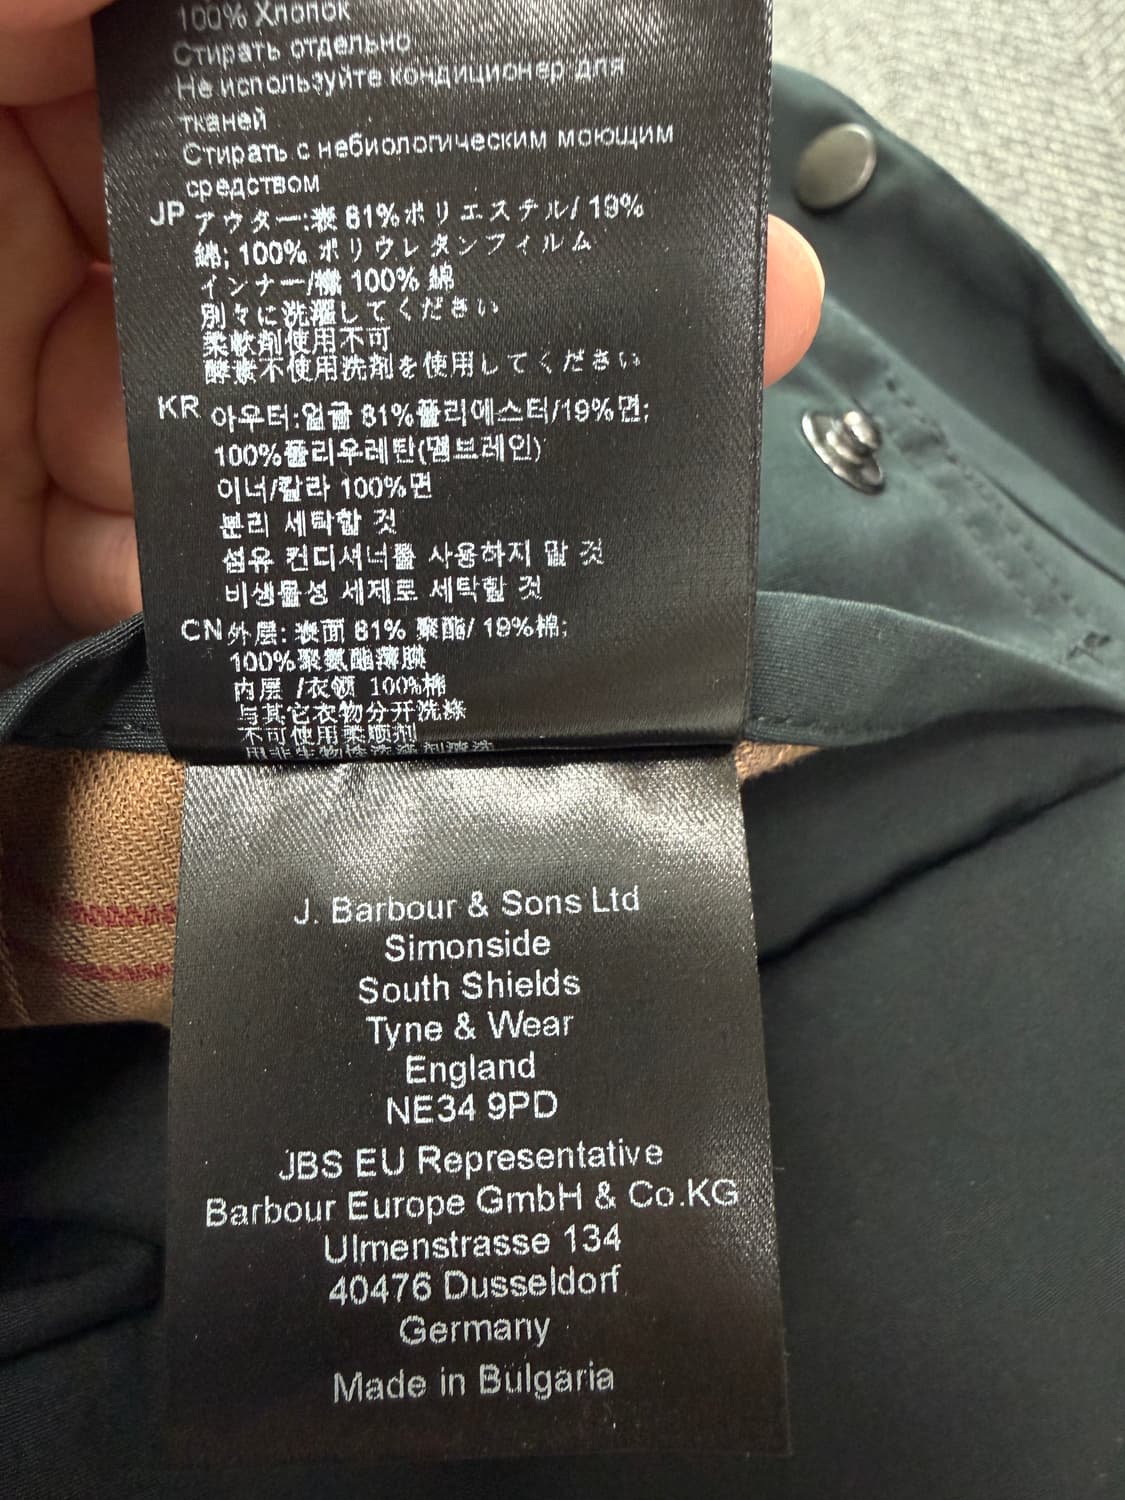 100% Хлопок
Стирать отдельно
Не используйте кондиционер для
тканей
Стирать с небиологическим моющим
средством
JP アウター:表 81%ポリエステル/ 19%
綿; 100% ポリウレタンフィルム
インナー/襟 100% 綿
別々に洗濯してください
柔軟剤使用不可
酵素不使用洗剤を使用してください
KR 아우터:얼굴 81%폴리에스터/19%면;
100%폴리우레탄(멤브레인)
이너/칼라 100%면
분리 세탁할 것
섬유 컨디셔너를 사용하지 말 것
비생물성 세제로 세탁할 것
CN 外层: 表面 81% 聚酯/ 19%棉;
100%聚氨酯薄膜
内层 /衣领 100%棉
与其它衣物分开洗涤
不可使用柔顺剂
用非生物
J. Barbour & Sons Ltd
Simonside
South Shields
Tyne & Wear
England
NE34 9PD
JBS EU Representative
Barbour Europe GmbH & Co.KG
Ulmenstrasse 134
40476 Dusseldorf
Germany
Made in Bulgaria